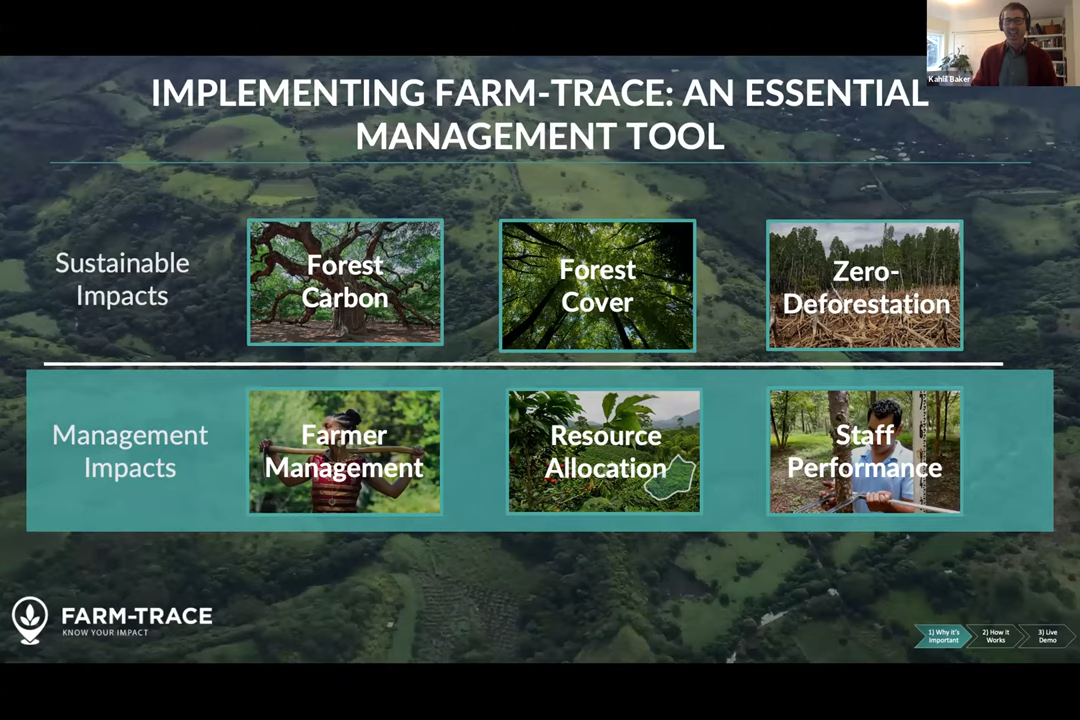 Kahlil Baker
IMPLEMENTING FARM-TRACE: AN ESSENTIAL
MANAGEMENT TOOL
Sustainable
Impacts
Forest
Carbon
Forest
Cover
Zero-
Deforestation
Management
Impacts
Farmer
Management
Resource
Allocation
Staff
Performance
FARM-TRACE
KNOW YOUR IMPACT
1) Why it's
Important
2) How it
Works
3) Live
Demo